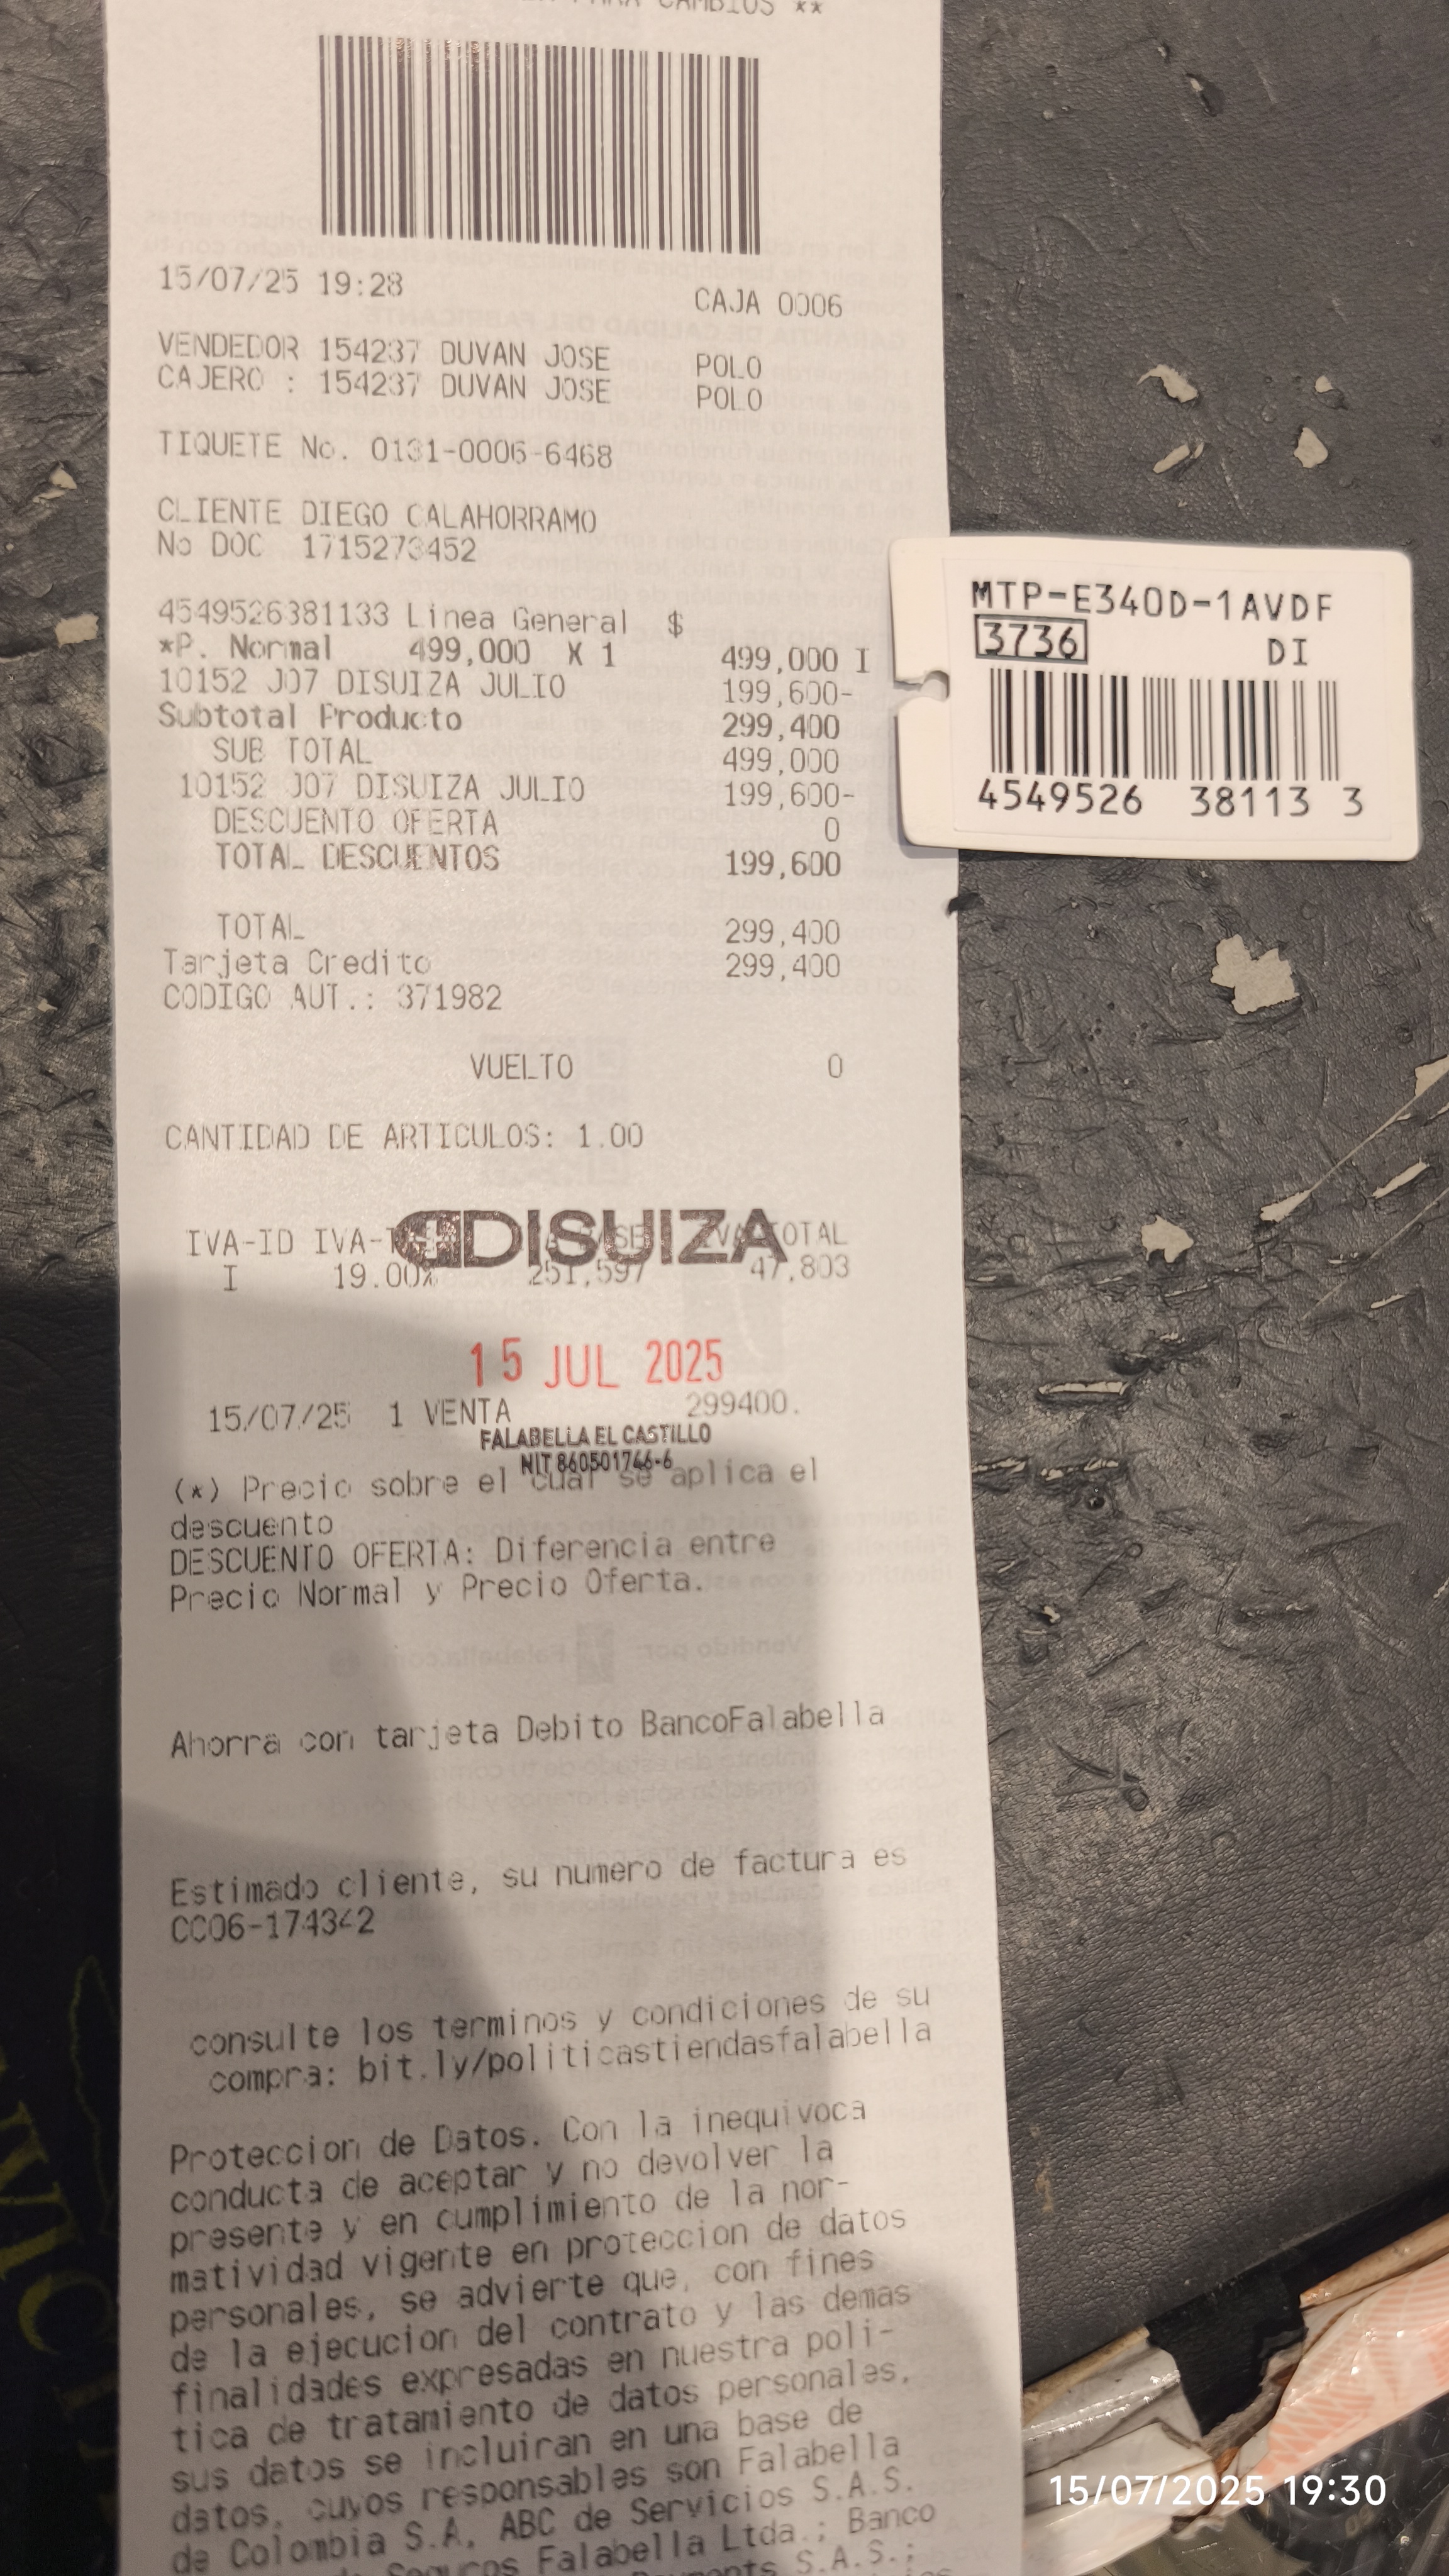 PARA CAMBIOS **
15/07/25 19:28 CAJA 0006
VENDEDOR 154237 DUVAN JOSE POLO
CAJERO : 154237 DUVAN JOSE POLO
TIQUETE No. 0131-0006-6468
CLIENTE DIEGO CALAHORRAMO
No DOC 1715273452
4549526381133 Linea General $
*P. Normal 499,000 X 1 499,000 I
10152 J07 DISUIZA JULIO 199,600-
Subtotal Producto 299,400
SUB TOTAL 499,000
10152 J07 DISUIZA JULIO 199,600-
DESCUENTO OFERTA 0
TOTAL DESCUENTOS 199,600
TOTAL 299,400
Tarjeta Credito 299,400
CODIGO AUT.: 371982
VUELTO 0
CANTIDAD DE ARTICULOS: 1.00
DISUIZA
IVA-ID TOTAL
I 19.00% 251,597 47,803
15 JUL 2025
15/07/25 1 VENTA 299400.
FALABELLA EL CASTILLO
NIT 860501746-6
(*) Precio sobre el cual se aplica el
descuento
DESCUENTO OFERTA: Diferencia entre
Precio Normal y Precio Oferta.
Ahorra con tarjeta Debito BancoFalabella
Estimado cliente, su numero de factura es
CC06-174342
consulte los terminos y condiciones de su
compra: bit.ly/politicastiendasfalabella
Proteccion de Datos. Con la inequivoca
conducta de aceptar y no devolver la
presente y en cumplimiento de la nor-
matividad vigente en proteccion de datos
personales, se advierte que, con fines
de la ejecucion del contrato y las demas
finalidades expresadas en nuestra poli-
tica de tratamiento de datos personales,
sus datos se incluiran en una base de
datos, cuyos responsables son Falabella
de Colombia S.A, ABC de Servicios S.A.S.
Seguros Falabella Ltda.; Banco
S.A.S.;
MTP-E340D-1AVDF
3736 DI
4549526 38113 3
15/07/2025 19:30